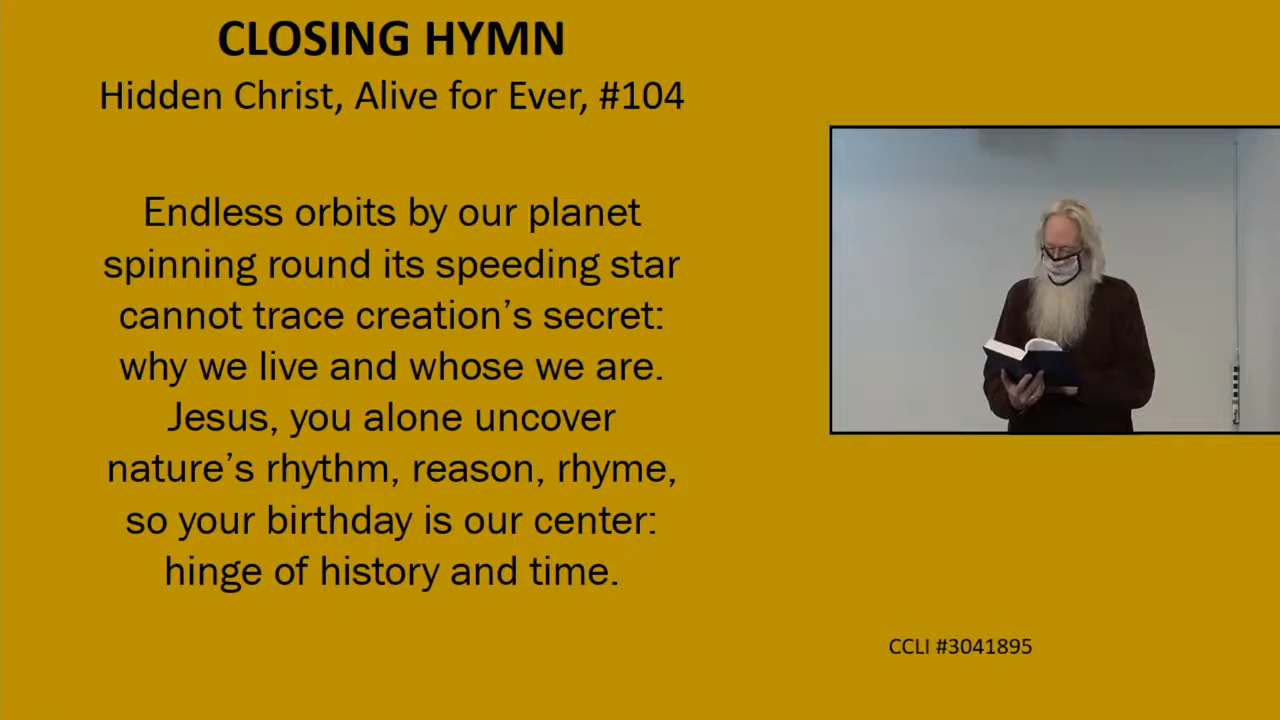 CLOSING HYMN
Hidden Christ, Alive for Ever, #104
Endless orbits by our planet
spinning round its speeding star
cannot trace creation’s secret:
why we live and whose we are.
Jesus, you alone uncover
nature’s rhythm, reason, rhyme,
so your birthday is our center:
hinge of history and time.
CCLI #3041895